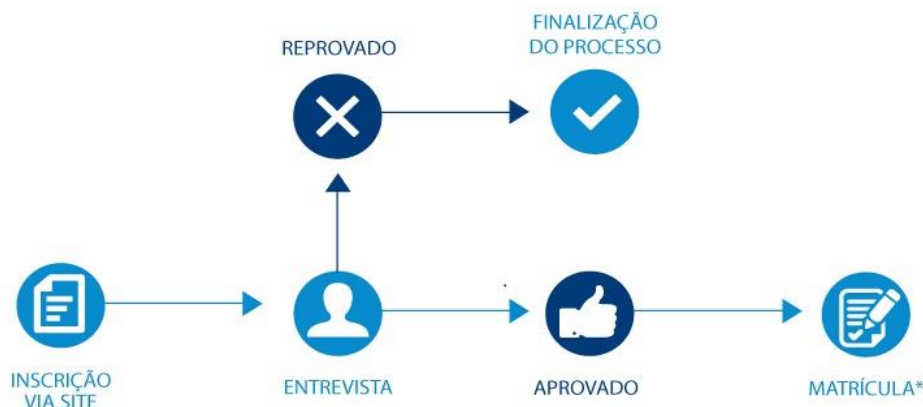 REPROVADO
FINALIZAÇÃO
DO PROCESSO
INSCRIÇÃO
VIA SITE
ENTREVISTA
APROVADO
MATRÍCULA*